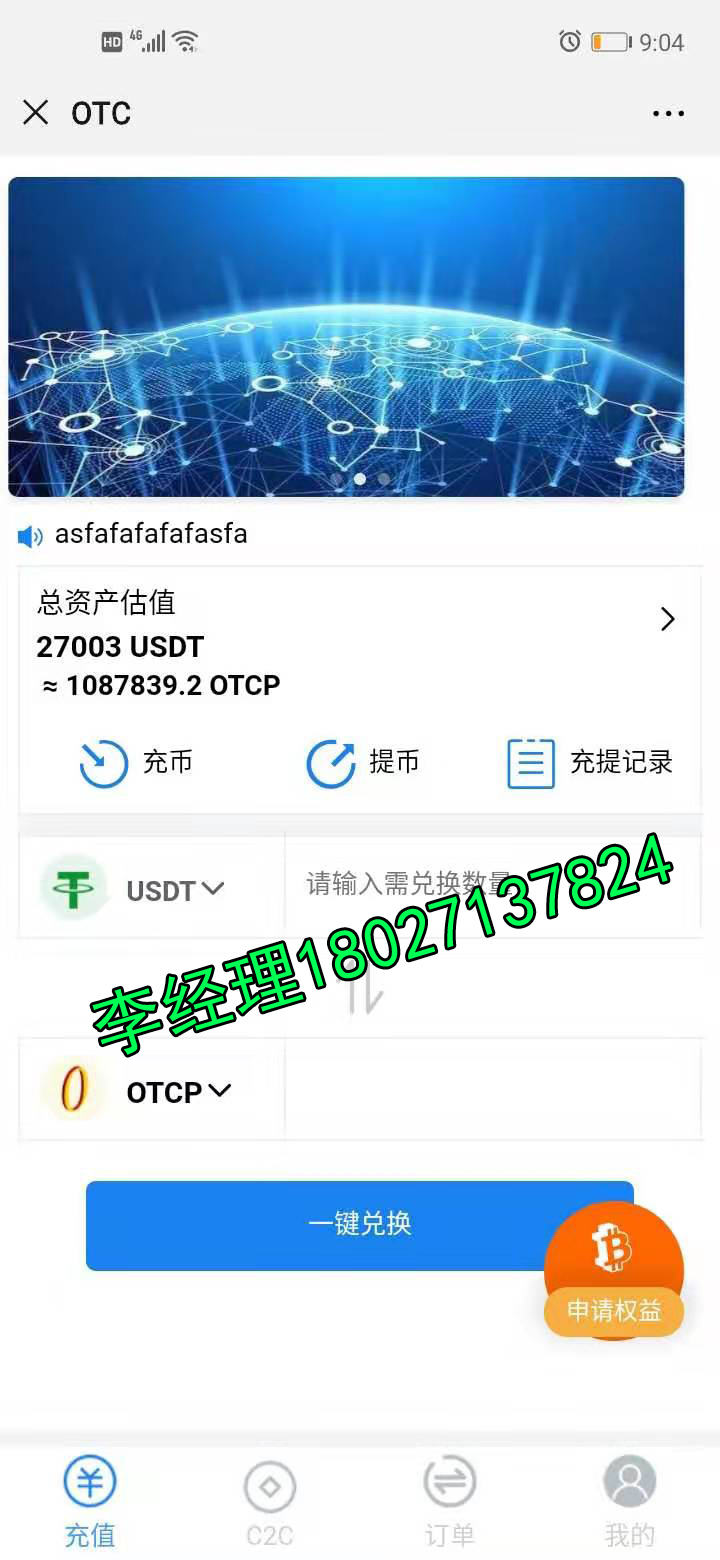 HD 4G 9:04
OTC
asfafafafafasfa
总资产估值
27003 USDT
≈ 1087839.2 OTCP
充币 提币 充提记录
USDT 请输入需兑换数量
李经理18027137824
OTCP
一键兑换
申请权益
充值 C2C 订单 我的